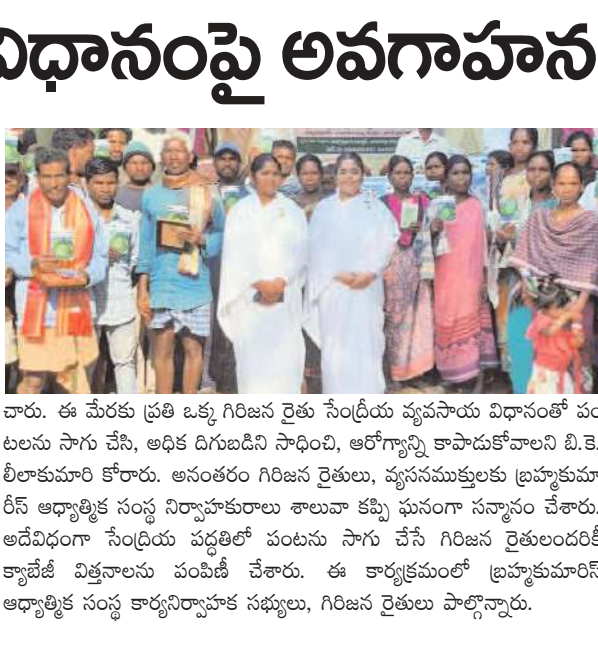 విధానంపై అవగాహన
చారు. ఈ మేరకు ప్రతి ఒక్క గిరిజన రైతు సేంద్రీయ వ్యవసాయ విధానంతో పం
టలను సాగు చేసి, అధిక దిగుబడిని సాధించి, ఆరోగ్యాన్ని కాపాడుకోవాలని బి.కె.
లీలాకుమారి కోరారు. అనంతరం గిరిజన రైతులు, వ్యసనముక్తులకు బ్రహ్మకుమా
రీస్ ఆధ్యాత్మిక సంస్థ నిర్వాహకురాలు శాలువా కప్పి ఘనంగా సన్మానం చేశారు.
అదేవిధంగా సేంద్రియ పద్ధతిలో పంటను సాగు చేసే గిరిజన రైతులందరికీ
క్యాబేజీ విత్తనాలను పంపిణీ చేశారు. ఈ కార్యక్రమంలో బ్రహ్మకుమారిస్
ఆధ్యాత్మిక సంస్థ కార్యనిర్వాహక సభ్యులు, గిరిజన రైతులు పాల్గొన్నారు.